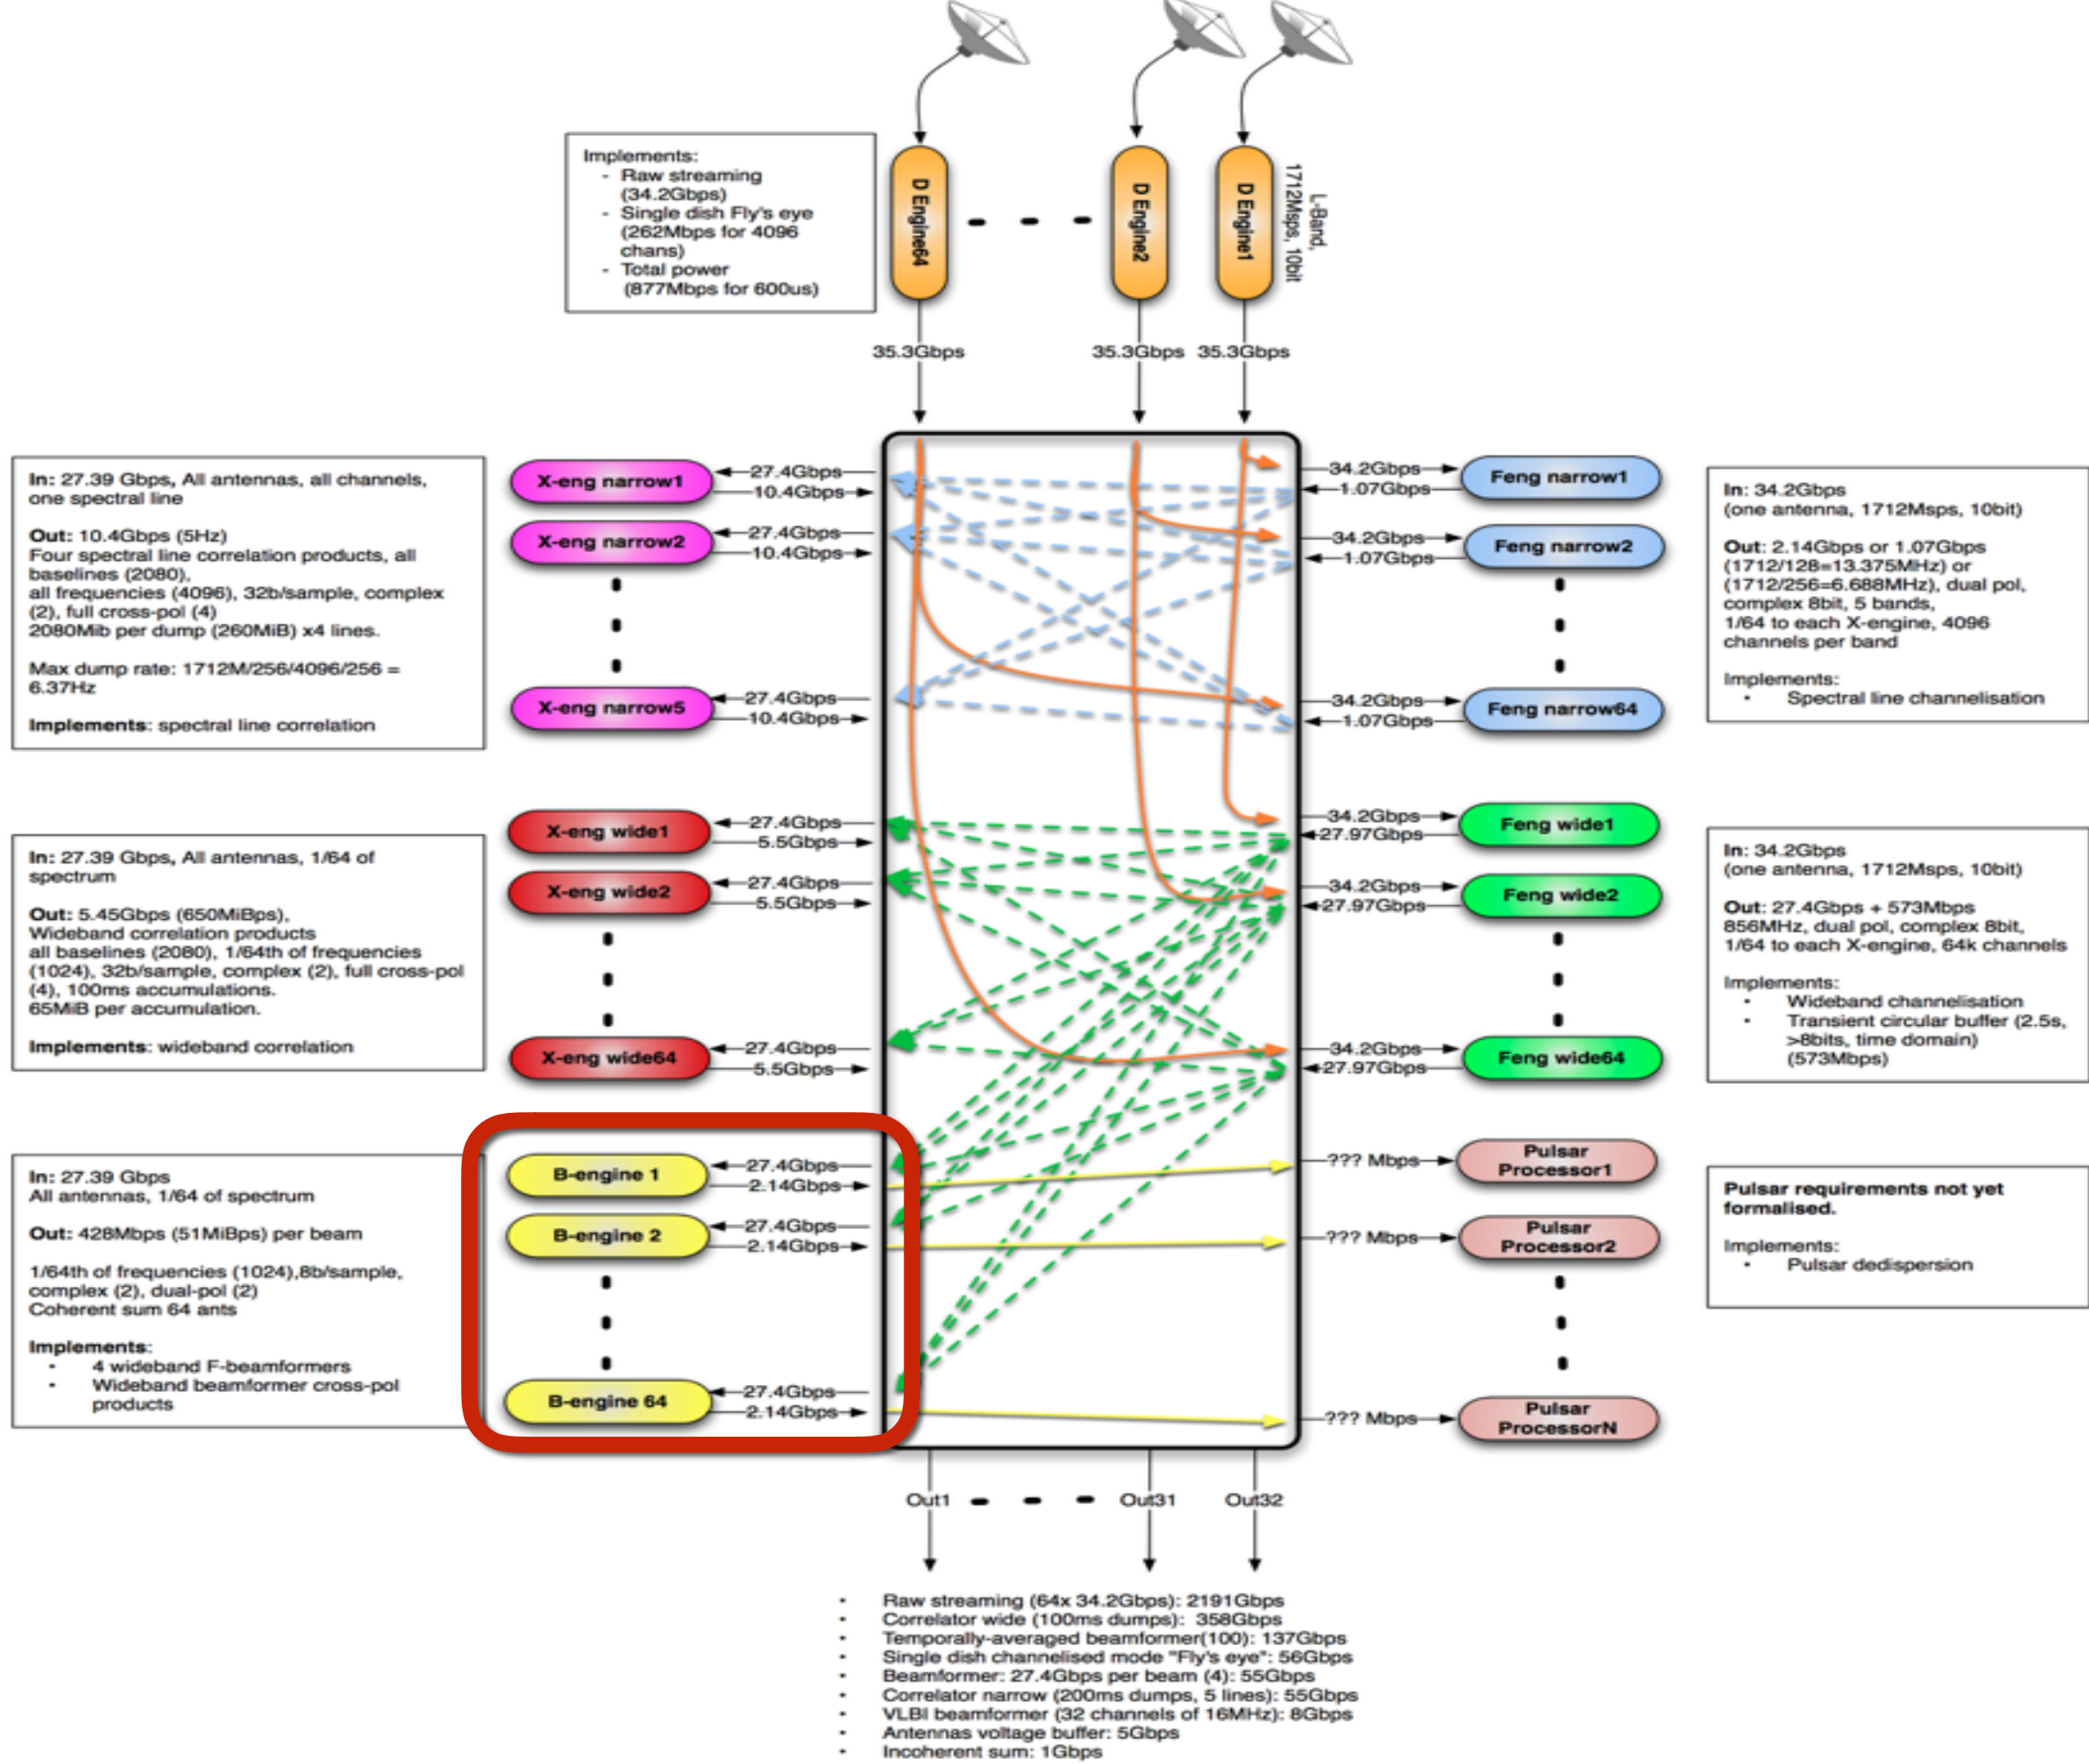 Implements:
- Raw streaming
(34.2Gbps)
- Single dish Fly's eye
(262Mbps for 4096
chans)
- Total power
(877Mbps for 600us)
D Engine64
D Engine2
D Engine1
L-Band,
1712Msps, 10bit
35.3Gbps
35.3Gbps
35.3Gbps
In: 27.39 Gbps, All antennas, all channels,
one spectral line
Out: 10.4Gbps (5Hz)
Four spectral line correlation products, all
baselines (2080),
all frequencies (4096), 32b/sample, complex
(2), full cross-pol (4)
2080Mib per dump (260MiB) x4 lines.
Max dump rate: 1712M/256/4096/256 =
6.37Hz
Implements: spectral line correlation
X-eng narrow1
27.4Gbps
10.4Gbps
X-eng narrow2
27.4Gbps
10.4Gbps
X-eng narrow5
27.4Gbps
10.4Gbps
34.2Gbps
1.07Gbps
Feng narrow1
34.2Gbps
1.07Gbps
Feng narrow2
34.2Gbps
1.07Gbps
Feng narrow64
In: 34.2Gbps
(one antenna, 1712Msps, 10bit)
Out: 2.14Gbps or 1.07Gbps
(1712/128=13.375MHz) or
(1712/256=6.688MHz), dual pol,
complex 8bit, 5 bands,
1/64 to each X-engine, 4096
channels per band
Implements:
• Spectral line channelisation
In: 27.39 Gbps, All antennas, 1/64 of
spectrum
Out: 5.45Gbps (650MiBps),
Wideband correlation products
all baselines (2080), 1/64th of frequencies
(1024), 32b/sample, complex (2), full cross-pol
(4), 100ms accumulations.
65MiB per accumulation.
Implements: wideband correlation
X-eng wide1
27.4Gbps
5.5Gbps
X-eng wide2
27.4Gbps
5.5Gbps
X-eng wide64
27.4Gbps
5.5Gbps
34.2Gbps
27.97Gbps
Feng wide1
34.2Gbps
27.97Gbps
Feng wide2
34.2Gbps
27.97Gbps
Feng wide64
In: 34.2Gbps
(one antenna, 1712Msps, 10bit)
Out: 27.4Gbps + 573Mbps
856MHz, dual pol, complex 8bit,
1/64 to each X-engine, 64k channels
Implements:
• Wideband channelisation
• Transient circular buffer (2.5s,
>8bits, time domain)
(573Mbps)
In: 27.39 Gbps
All antennas, 1/64 of spectrum
Out: 428Mbps (51MiBps) per beam
1/64th of frequencies (1024),8b/sample,
complex (2), dual-pol (2)
Coherent sum 64 ants
Implements:
• 4 wideband F-beamformers
• Wideband beamformer cross-pol
products
B-engine 1
27.4Gbps
2.14Gbps
B-engine 2
27.4Gbps
2.14Gbps
B-engine 64
27.4Gbps
2.14Gbps
??? Mbps
Pulsar
Processor1
??? Mbps
Pulsar
Processor2
??? Mbps
Pulsar
ProcessorN
Pulsar requirements not yet
formalised.
Implements:
• Pulsar dedispersion
Out1
Out31
Out32
• Raw streaming (64x 34.2Gbps): 2191Gbps
• Correlator wide (100ms dumps): 358Gbps
• Temporally-averaged beamformer(100): 137Gbps
• Single dish channelised mode "Fly's eye": 56Gbps
• Beamformer: 27.4Gbps per beam (4): 55Gbps
• Correlator narrow (200ms dumps, 5 lines): 55Gbps
• VLBI beamformer (32 channels of 16MHz): 8Gbps
• Antennas voltage buffer: 5Gbps
• Incoherent sum: 1Gbps